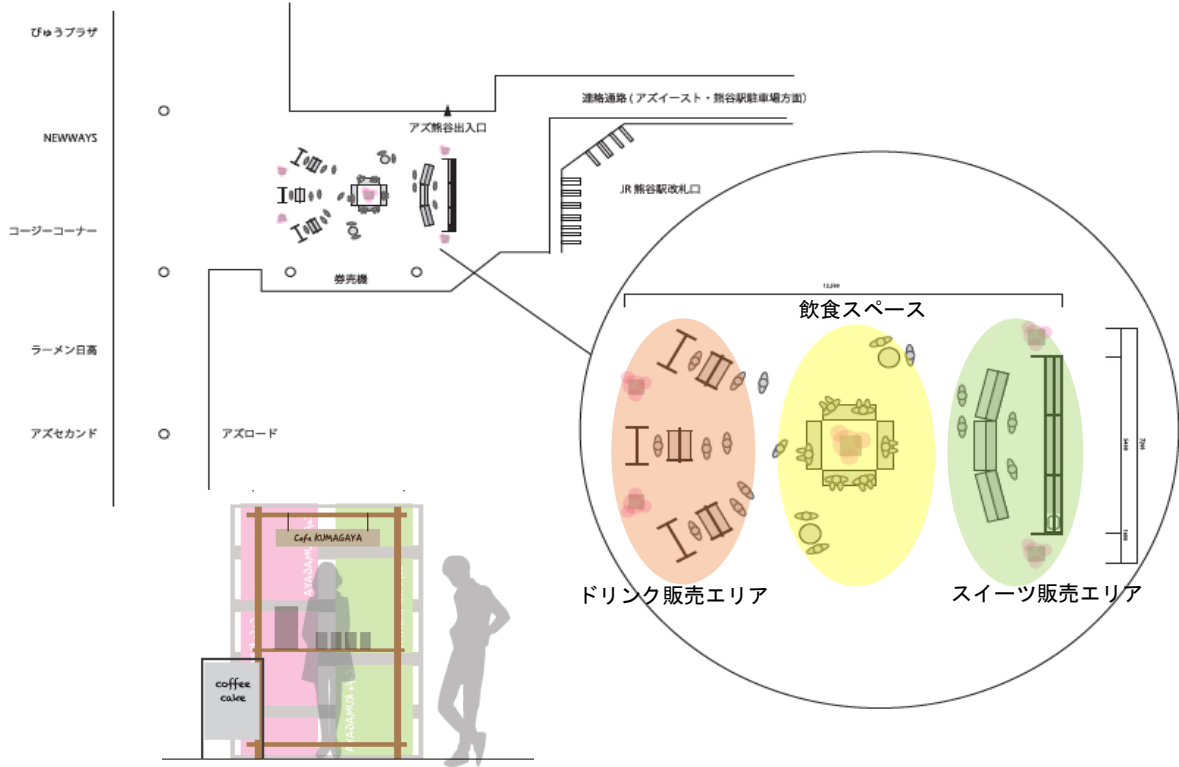 びゅうプラザ
連絡通路 ( アズイースト・熊谷駅駐車場方面)
アズ熊谷出入口
NEWWAYS
JR 熊谷駅改札口
コージーコーナー
券売機
飲食スペース
ラーメン日高
アズセカンド
アズロード
ドリンク販売エリア
スイーツ販売エリア
Cafe KUMAGAYA
coffee
cake